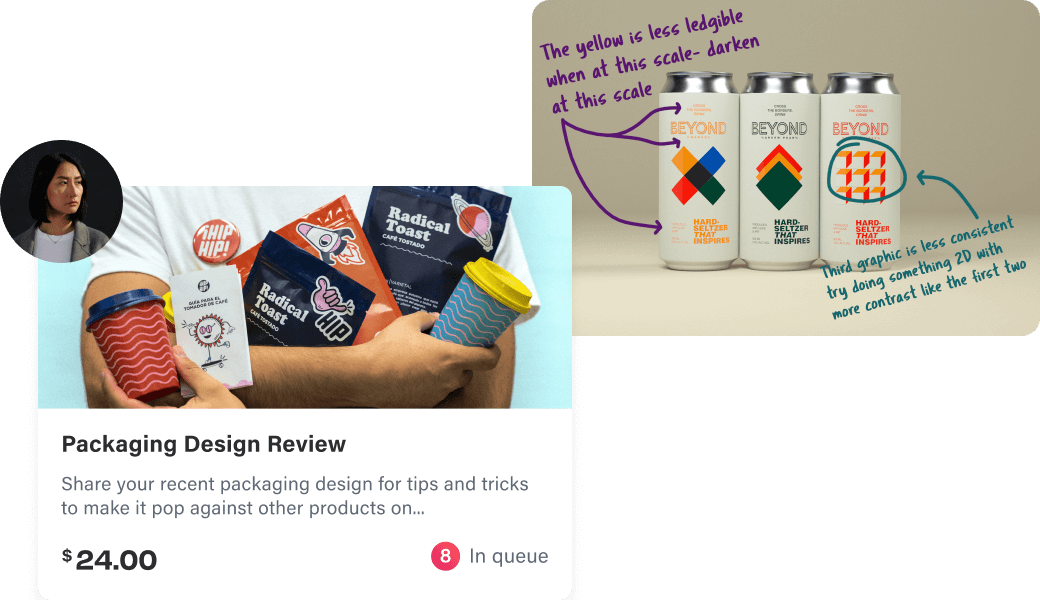 The yellow is less ledgible
when at this scale- darken
at this scale
BEYOND
HARD-
SELTZER
THAT
INSPIRES
BEYOND
HARD-
SELTZER
THAT
INSPIRES
BEYOND
HARD-
SELTZER
THAT
INSPIRES
Third graphic is less consistent
try doing something 2D with
more contrast like the first two
SHIP
HIP!
Radical
Toast
CAFÉ TOSTADO
GUÍA PARA EL
TOMADOR DE CAFÉ
Radical
Toast
CAFÉ TOSTADO
HIP
Packaging Design Review
Share your recent packaging design for tips and tricks
to make it pop against other products on...
$24.00
8 In queue